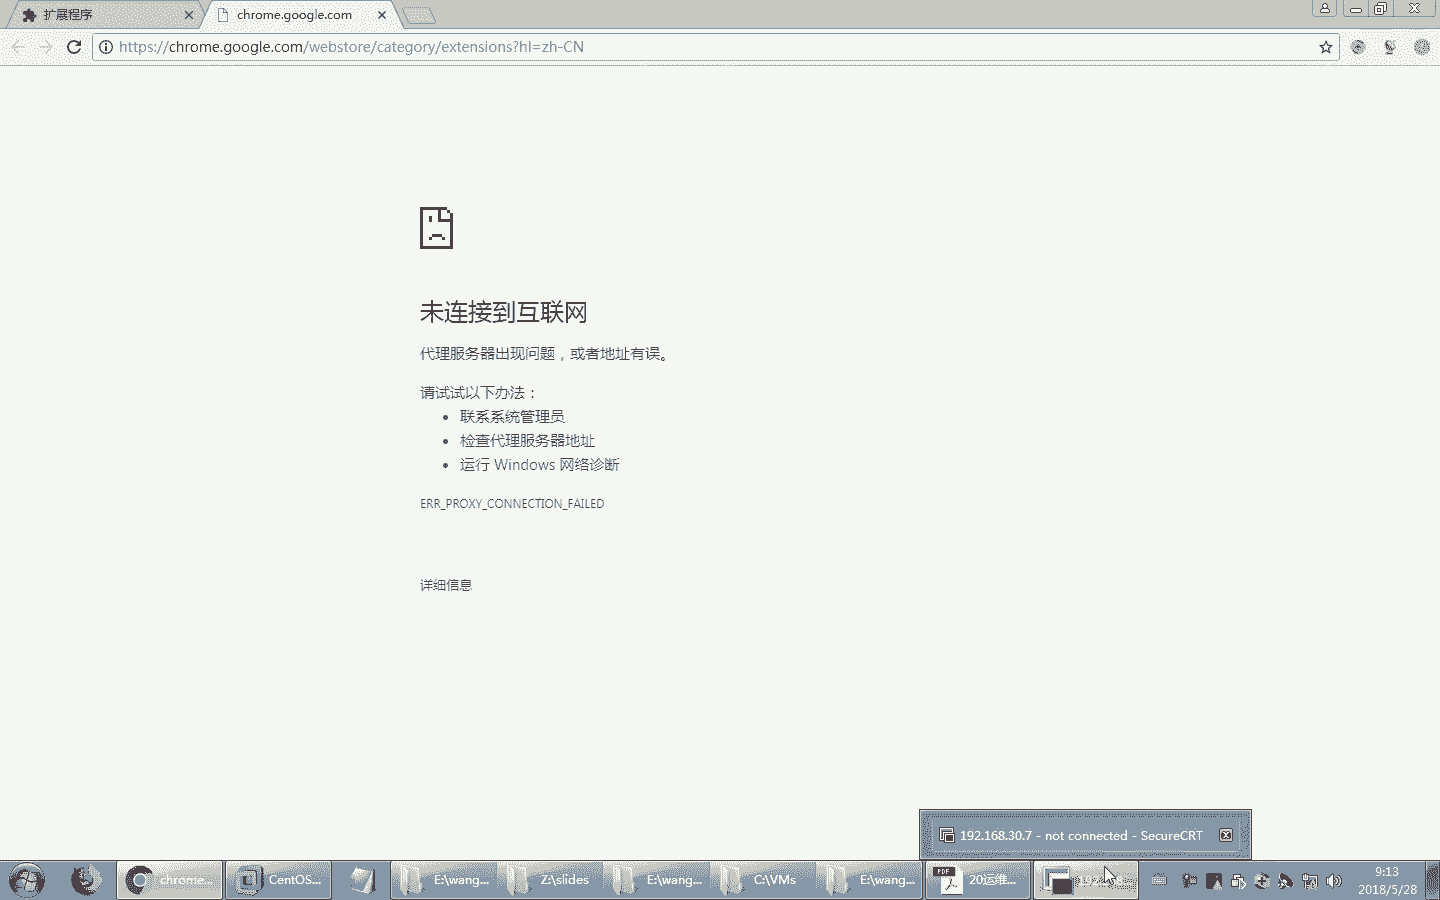 扩展程序
chrome.google.com
https://chrome.google.com/webstore/category/extensions?hl=zh-CN
未连接到互联网
代理服务器出现问题，或者地址有误。
请试试以下办法：
联系系统管理员
检查代理服务器地址
运行 Windows 网络诊断
ERR_PROXY_CONNECTION_FAILED
详细信息
192.168.30.7 - not connected - SecureCRT
chrome...
CentOS...
E:\wang...
Z:\slides
E:\wang...
C:\VMs
E:\wang...
PDF
20运维...
9:13
2018/5/28